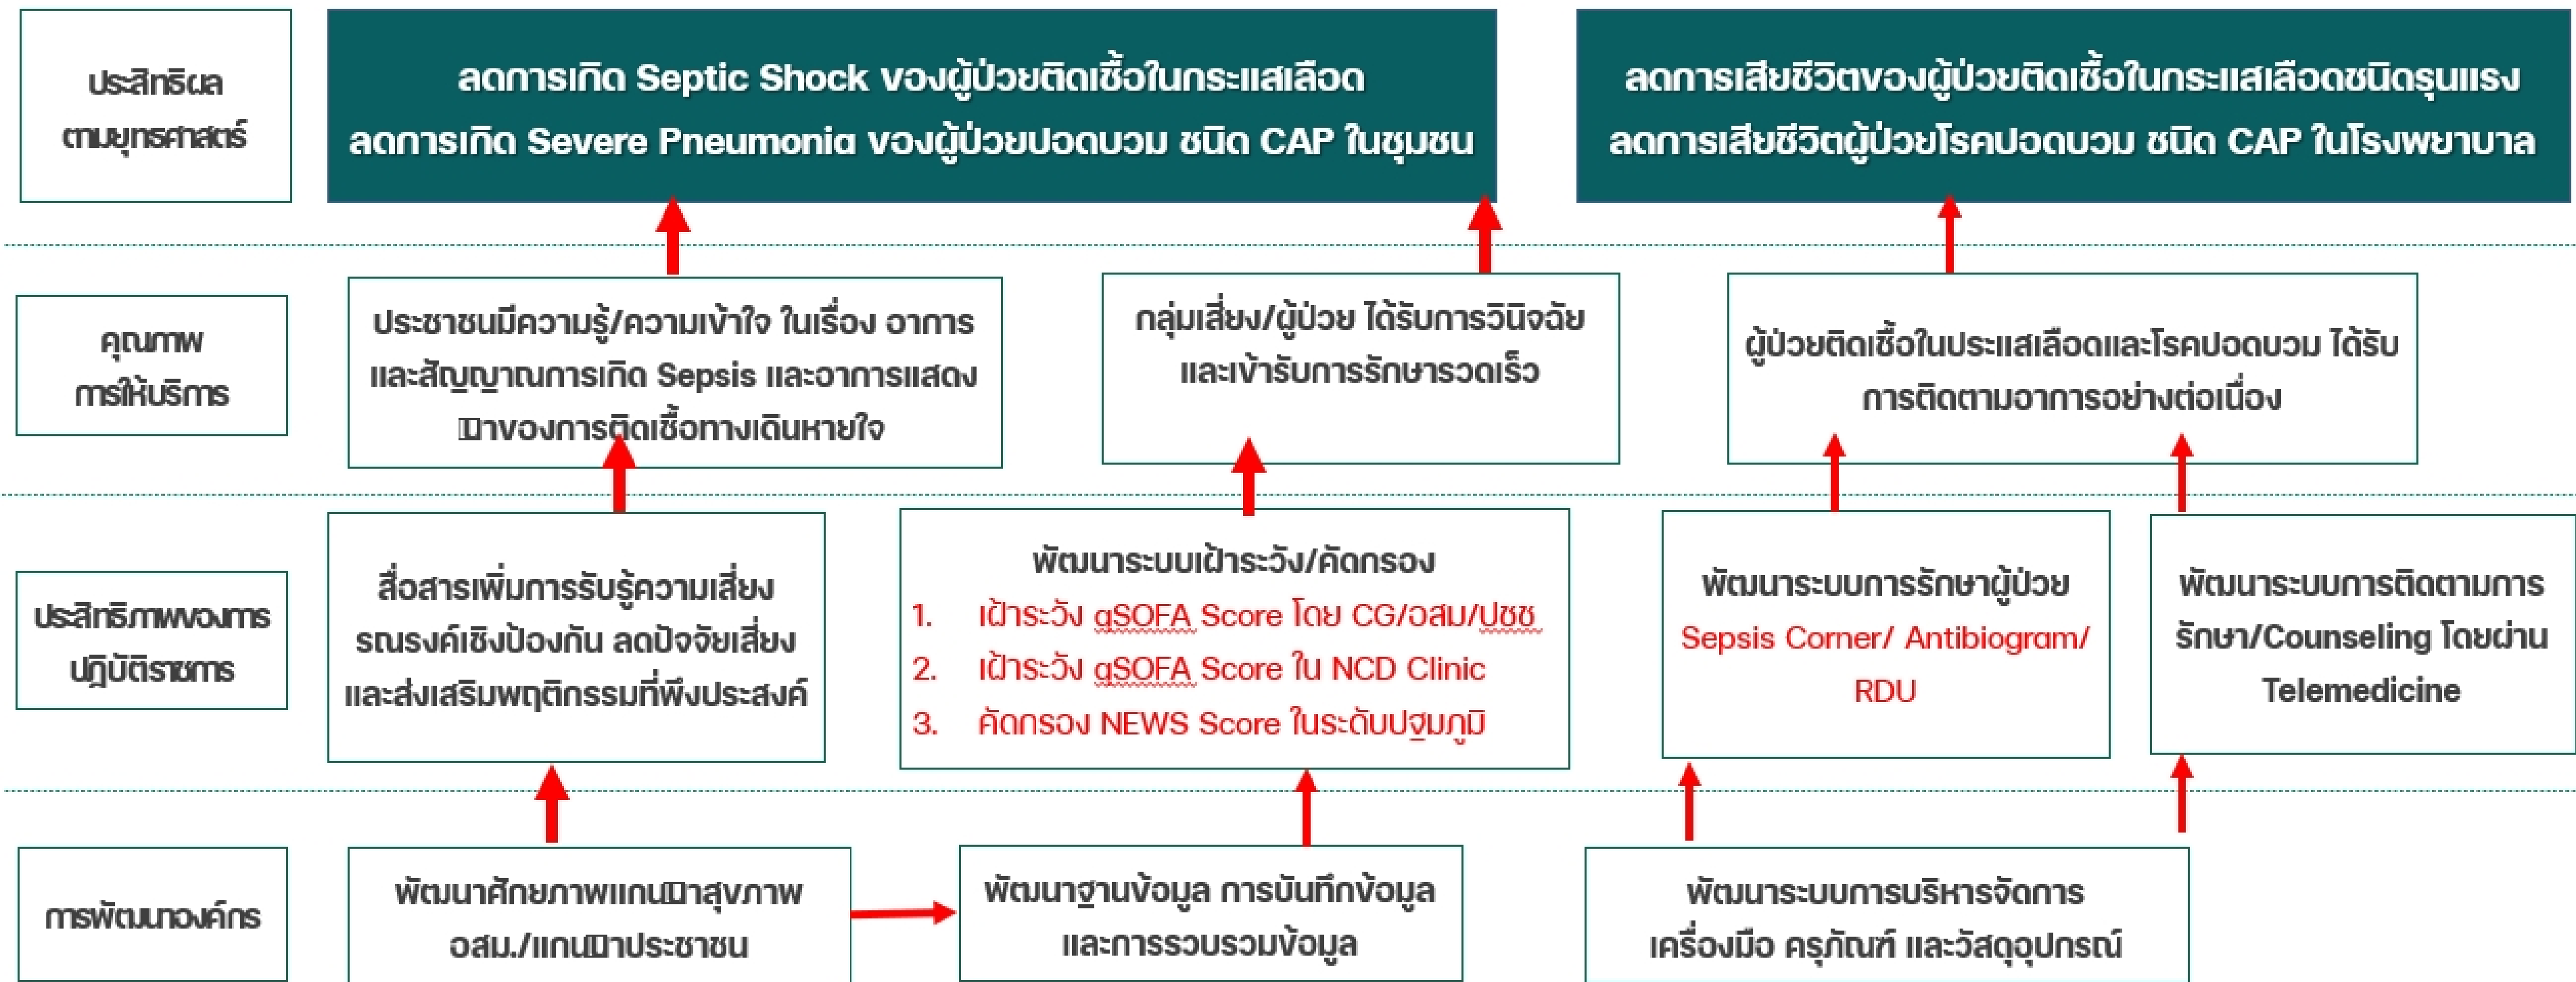 ประสิทธิผล
ตามยุทธศาสตร์
ลดการเกิด Septic Shock ของผู้ป่วยติดเชื้อในกระแสเลือด
ลดการเกิด Severe Pneumonia ของผู้ป่วยปอดบวม ชนิด CAP ในชุมชน
ลดการเสียชีวิตของผู้ป่วยติดเชื้อในกระแสเลือดชนิดรุนแรง
ลดการเสียชีวิตผู้ป่วยโรคปอดบวม ชนิด CAP ในโรงพยาบาล
คุณภาพ
การให้บริการ
ประชาชนมีความรู้/ความเข้าใจ ในเรื่อง อาการ
และสัญญาณการเกิด Sepsis และอาการแสดง
ของการติดเชื้อทางเดินหายใจ
กลุ่มเสี่ยง/ผู้ป่วย ได้รับการวินิจฉัย
และเข้ารับการรักษารวดเร็ว
ผู้ป่วยติดเชื้อในประแสเลือดและโรคปอดบวม ได้รับ
การติดตามอาการอย่างต่อเนื่อง
ประสิทธิภาพของการ
ปฏิบัติราชการ
สื่อสารเพิ่มการรับรู้ความเสี่ยง
รณรงค์เชิงป้องกัน ลดปัจจัยเสี่ยง
และส่งเสริมพฤติกรรมที่พึงประสงค์
พัฒนาระบบเฝ้าระวัง/คัดกรอง
1. เฝ้าระวัง qSOFA Score โดย CG/อสม/ปชช
2. เฝ้าระวัง qSOFA Score ใน NCD Clinic
3. คัดกรอง NEWS Score ในระดับปฐมภูมิ
พัฒนาระบบการรักษาผู้ป่วย
Sepsis Corner/ Antibiogram/
RDU
พัฒนาระบบการติดตามการ
รักษา/Counseling โดยผ่าน
Telemedicine
การพัฒนาองค์กร
พัฒนาศักยภาพ
อสม./
พัฒนาฐานข้อมูล การบันทึกข้อมูล
และการรวบรวมข้อมูล
พัฒนาระบบการบริหารจัดการ
เครื่องมือ ครุภัณฑ์ และวัสดุอุปกรณ์